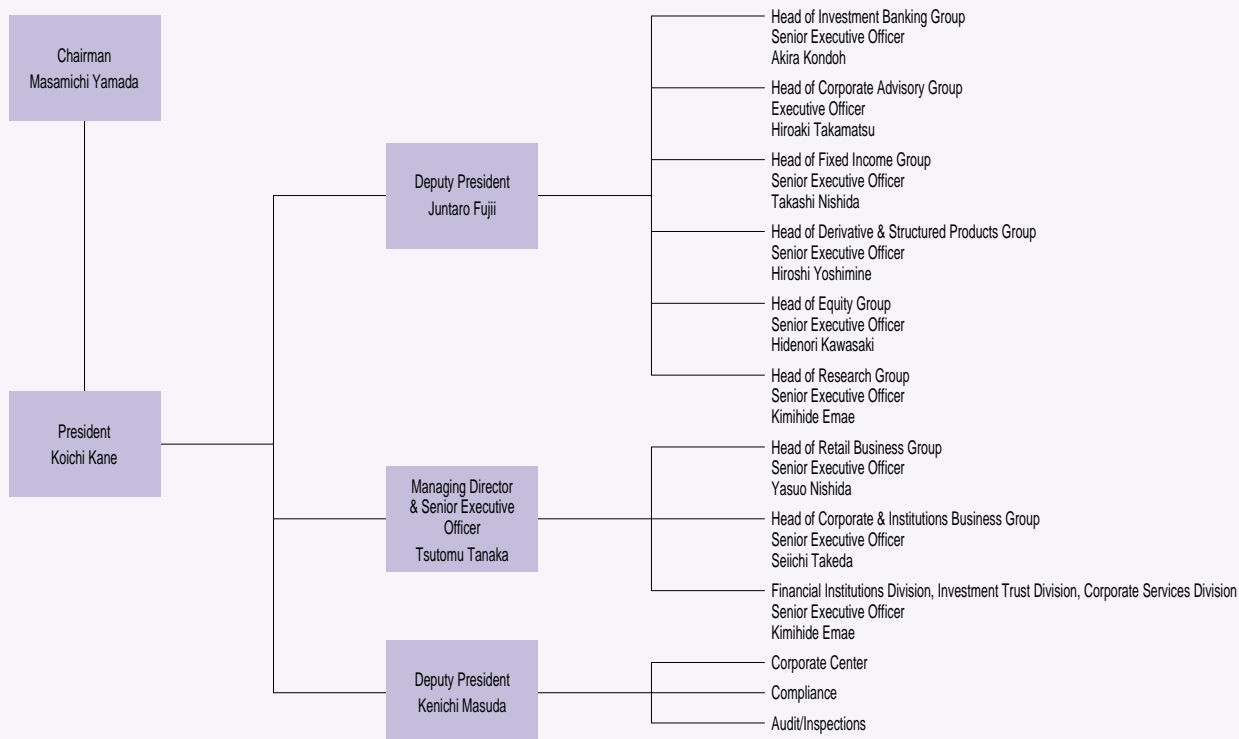 Chairman
Masamichi Yamada
President
Koichi Kane
Deputy President
Juntaro Fujii
Head of Investment Banking Group
Senior Executive Officer
Akira Kondoh
Head of Corporate Advisory Group
Executive Officer
Hiroaki Takamatsu
Head of Fixed Income Group
Senior Executive Officer
Takashi Nishida
Head of Derivative & Structured Products Group
Senior Executive Officer
Hiroshi Yoshimine
Head of Equity Group
Senior Executive Officer
Hidenori Kawasaki
Head of Research Group
Senior Executive Officer
Kimihide Emae
Managing Director
& Senior Executive
Officer
Tsutomu Tanaka
Head of Retail Business Group
Senior Executive Officer
Yasuo Nishida
Head of Corporate & Institutions Business Group
Senior Executive Officer
Seiichi Takeda
Financial Institutions Division, Investment Trust Division, Corporate Services Division
Senior Executive Officer
Kimihide Emae
Deputy President
Kenichi Masuda
Corporate Center
Compliance
Audit/Inspections